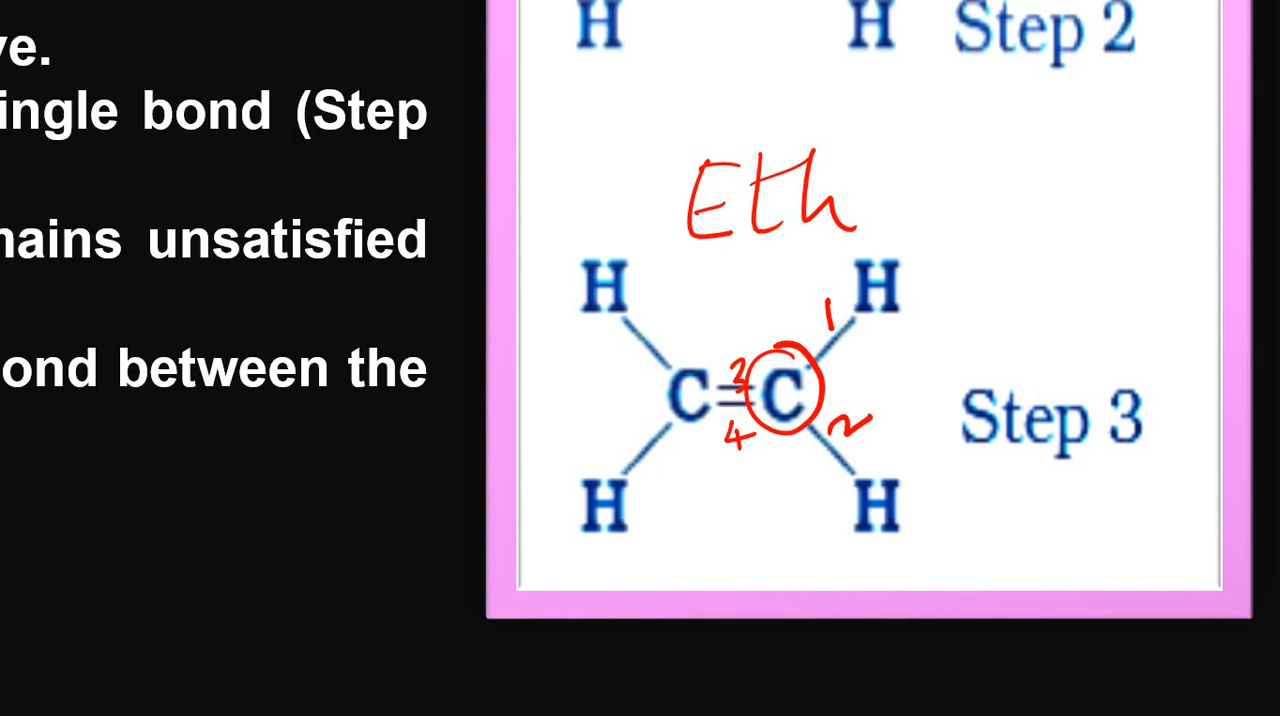 ve.
ingle bond (Step
nains unsatisfied
ond between the
H H Step 2
Eth
H H
1
3
C=C
4 2
Step 3
H H